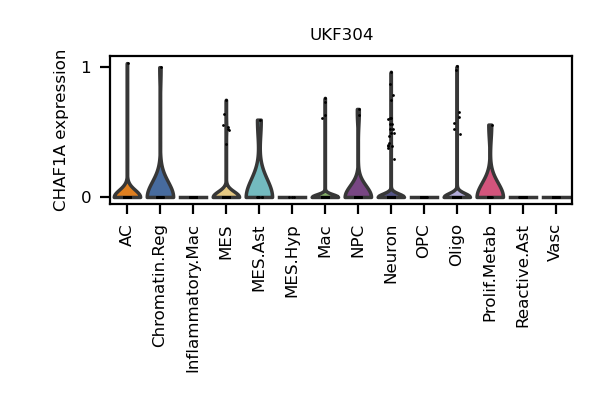 UKF304
CHAF1A expression
1
0
AC
Chromatin.Reg
Inflammatory.Mac
MES
MES.Ast
MES.Hyp
Mac
NPC
Neuron
OPC
Oligo
Prolif.Metab
Reactive.Ast
Vasc